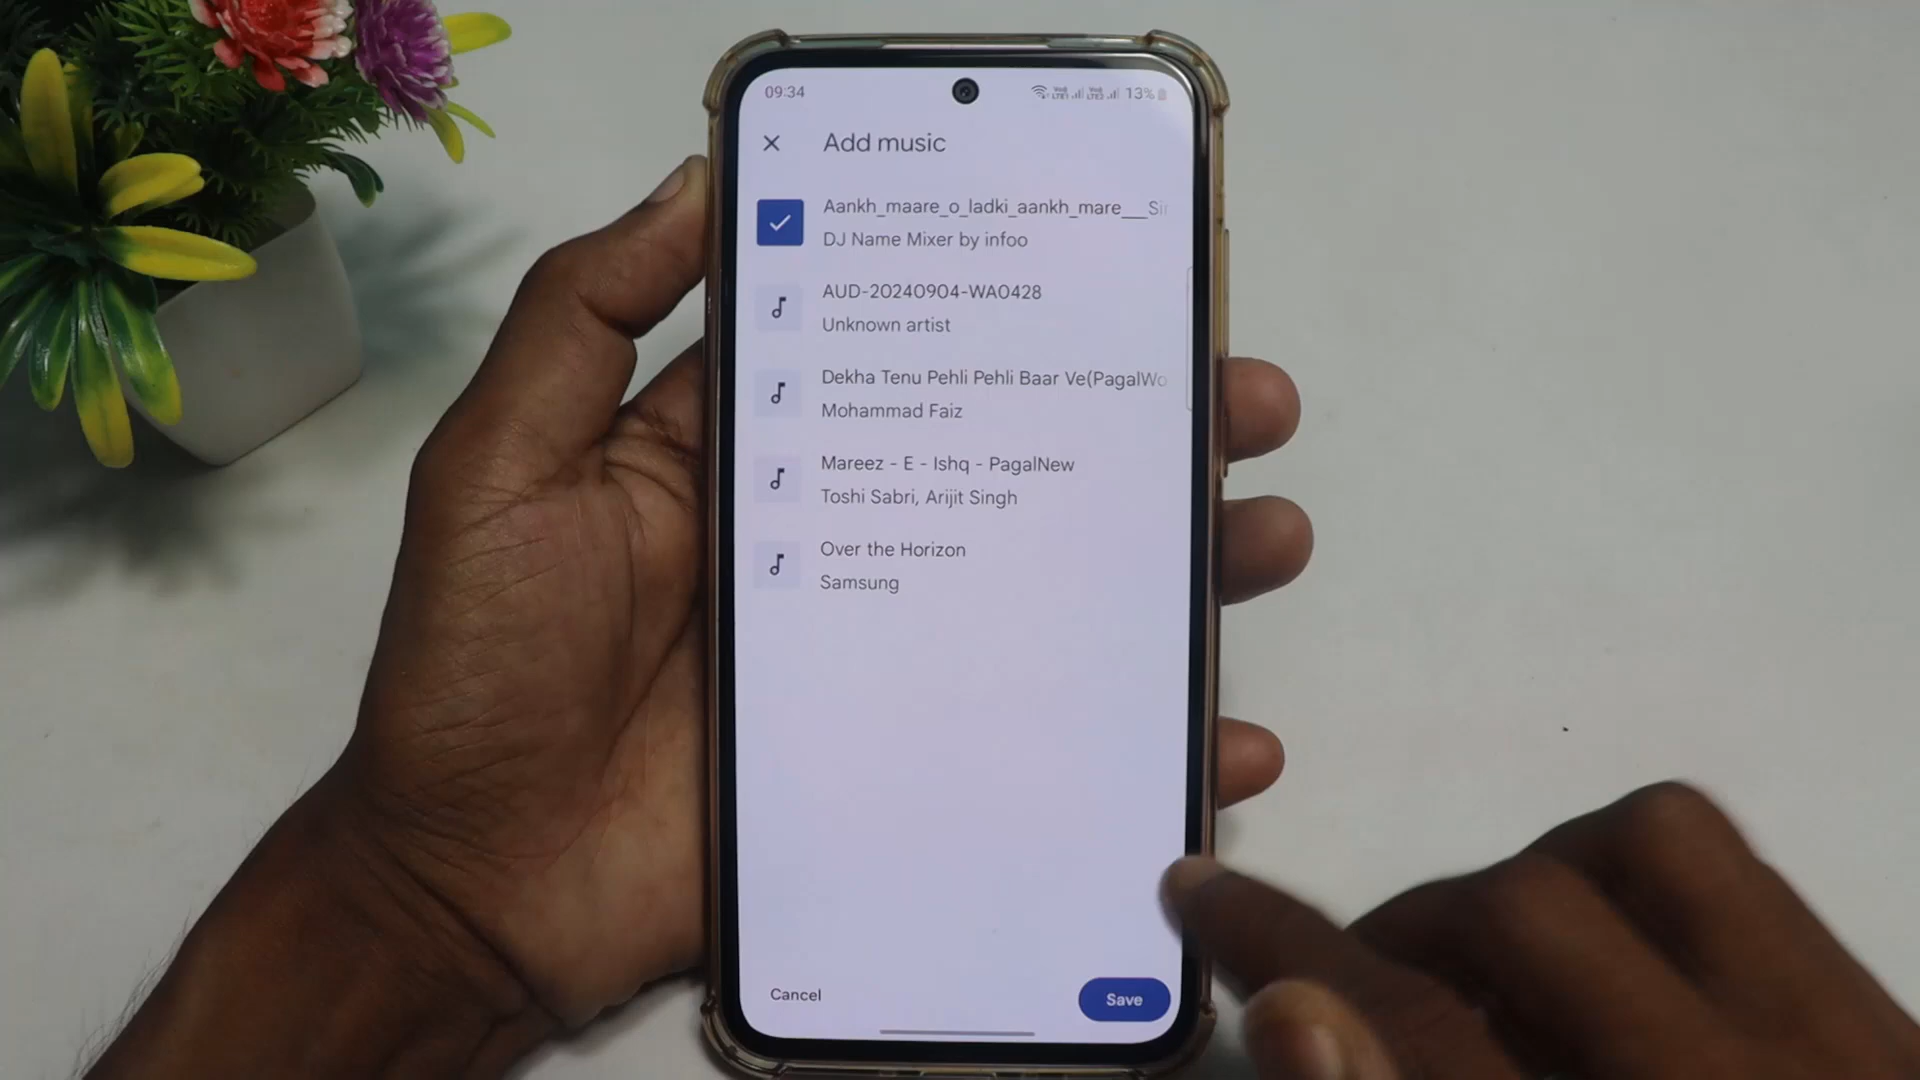 09:34
13%
Add music
Aankh_maare_o_ladki_aankh_mare___Sir
DJ Name Mixer by infoo
AUD-20240904-WA0428
Unknown artist
Dekha Tenu Pehli Pehli Baar Ve(PagalWo
Mohammad Faiz
Mareez - E - Ishq - PagalNew
Toshi Sabri, Arijit Singh
Over the Horizon
Samsung
Cancel
Save